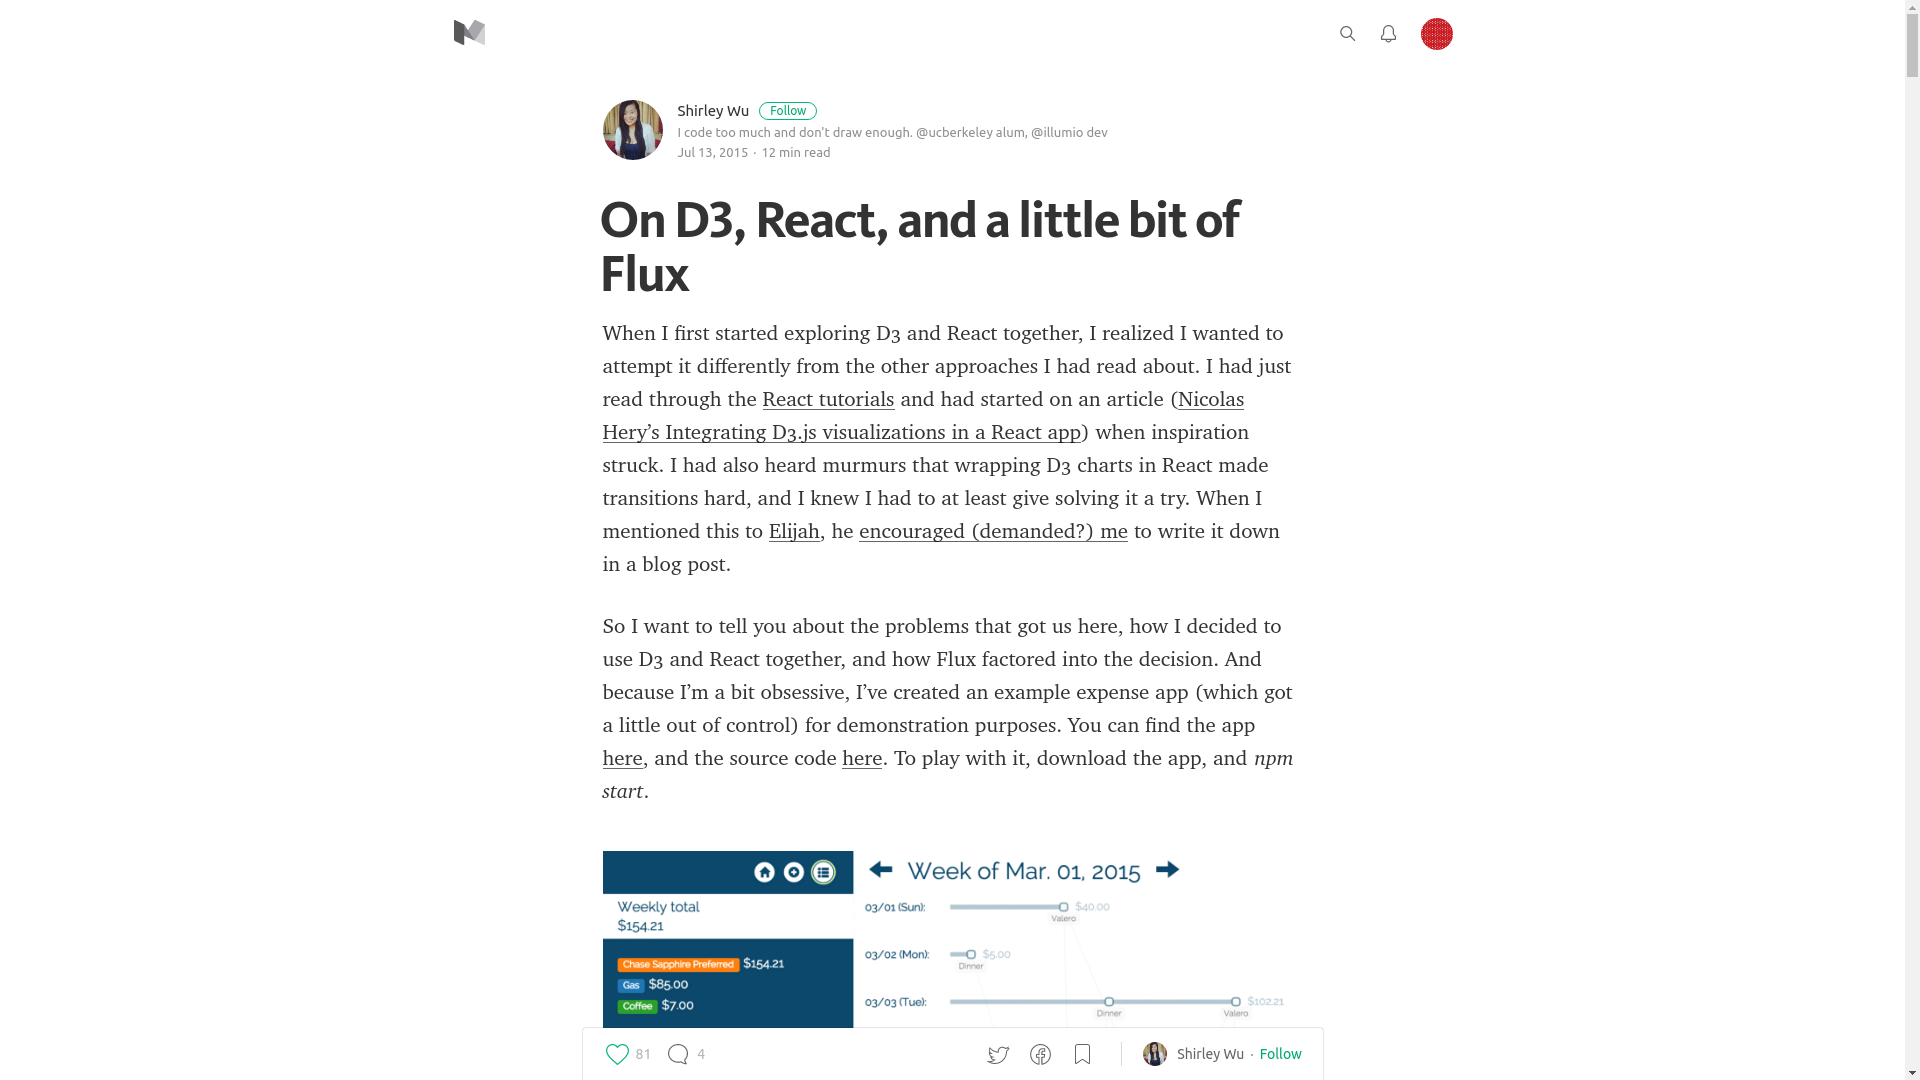 Shirley Wu Follow
I code too much and don't draw enough. @ucberkeley alum, @illumio dev
Jul 13, 2015 · 12 min read
On D3, React, and a little bit of
Flux
When I first started exploring D3 and React together, I realized I wanted to
attempt it differently from the other approaches I had read about. I had just
read through the React tutorials and had started on an article (Nicolas
Hery’s Integrating D3.js visualizations in a React app) when inspiration
struck. I had also heard murmurs that wrapping D3 charts in React made
transitions hard, and I knew I had to at least give solving it a try. When I
mentioned this to Elijah, he encouraged (demanded?) me to write it down
in a blog post.
So I want to tell you about the problems that got us here, how I decided to
use D3 and React together, and how Flux factored into the decision. And
because I’m a bit obsessive, I’ve created an example expense app (which got
a little out of control) for demonstration purposes. You can find the app
here, and the source code here. To play with it, download the app, and npm
start.
Week of Mar. 01, 2015
Weekly total
$154.21
Chase Sapphire Preferred $154.21
Gas $85.00
Coffee $7.00
03/01 (Sun): $40.00
Valero
03/02 (Mon): $5.00
Dinner
03/03 (Tue): $102.21
Dinner Valero
81 4 Shirley Wu · Follow